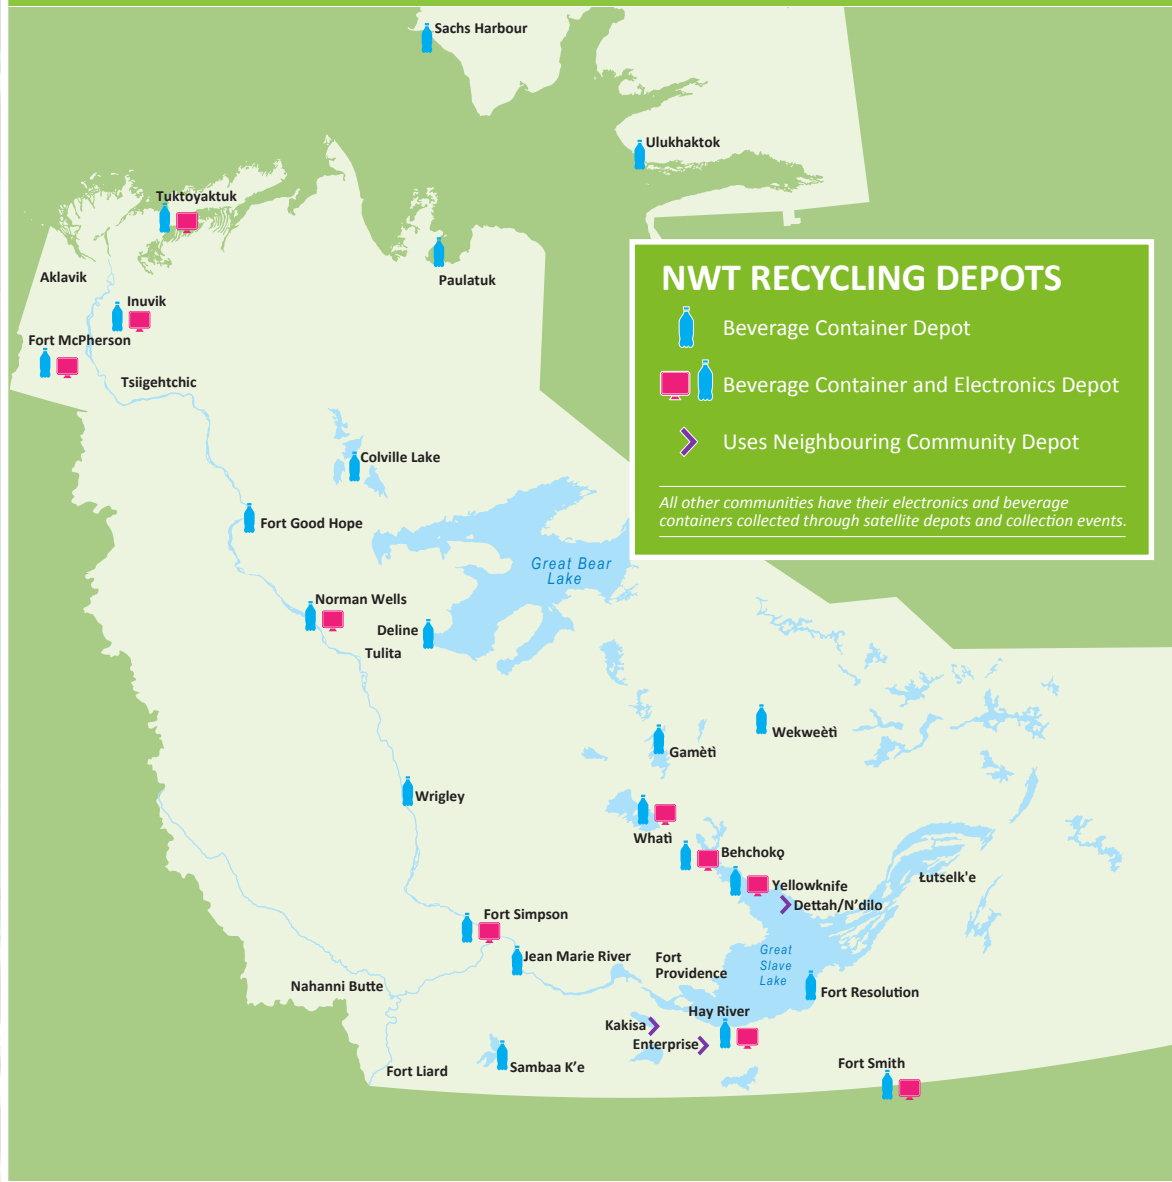 Sachs Harbour
Ulukhaktok
Tuktoyaktuk
Aklavik
Paulatuk
Inuvik
Fort McPherson
Tsiigehtchic
NWT RECYCLING DEPOTS
Beverage Container Depot
Beverage Container and Electronics Depot
Uses Neighbouring Community Depot
All other communities have their electronics and beverage
containers collected through satellite depots and collection events.
Colville Lake
Fort Good Hope
Great Bear
Lake
Norman Wells
Deline
Tulita
Wekweètì
Gamètì
Wrigley
Whatì
Behchokǫ
Yellowknife
Łutselk'e
Dettah/N'dilo
Fort Simpson
Jean Marie River
Fort
Providence
Great
Slave
Lake
Nahanni Butte
Fort Resolution
Hay River
Kakisa
Enterprise
Fort Smith
Sambaa K'e
Fort Liard